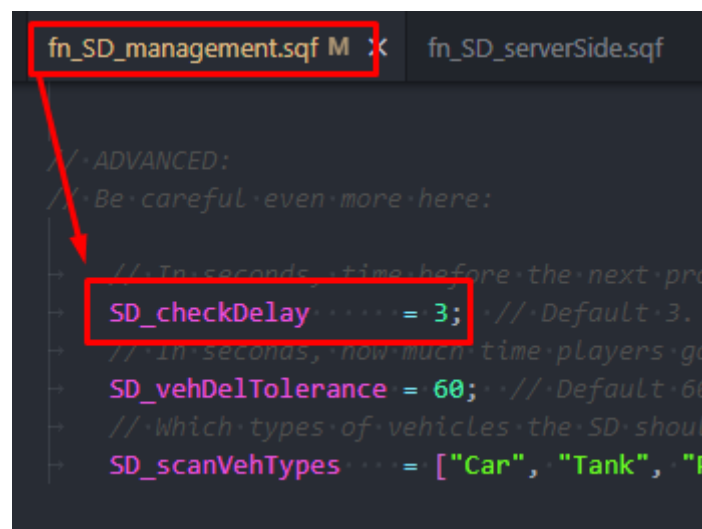 fn_SD_management.sqf M × fn_SD_serverSide.sqf
// ADVANCED:
// Be careful even more here:
// In seconds, time before the next
SD_checkDelay = 3; // Default 3.
// In seconds, how much time players
SD_vehDelTolerance = 60; // Default
// Which types of vehicles the SD
SD_scanVehTypes = ["Car", "Tank", "